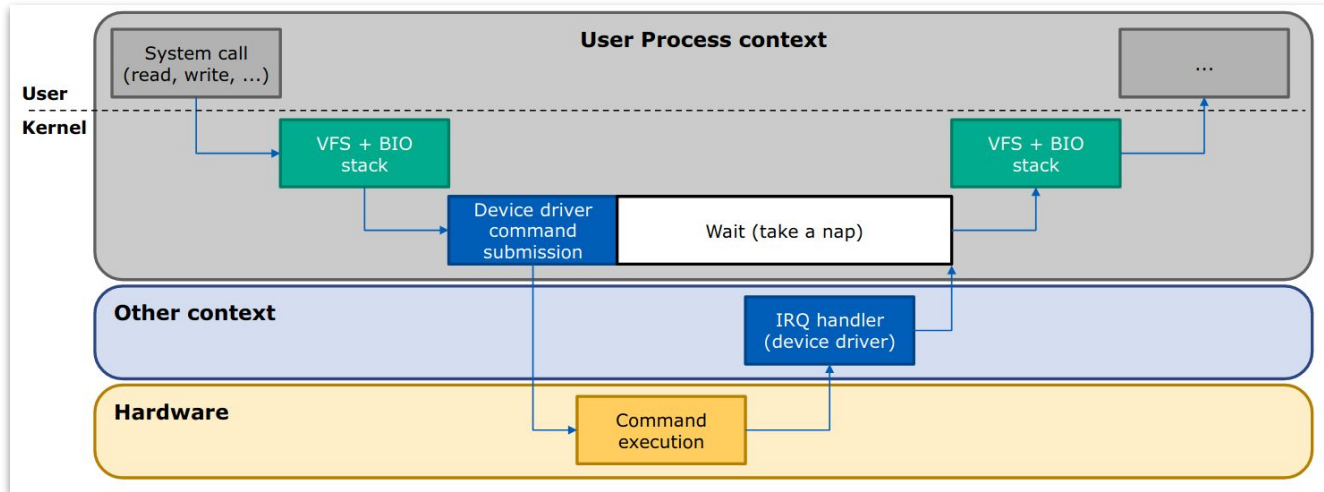 System call
(read, write, ...)
User Process context
...
User
Kernel
VFS + BIO
stack
VFS + BIO
stack
Device driver
command
submission
Wait (take a nap)
Other context
IRQ handler
(device driver)
Hardware
Command
execution